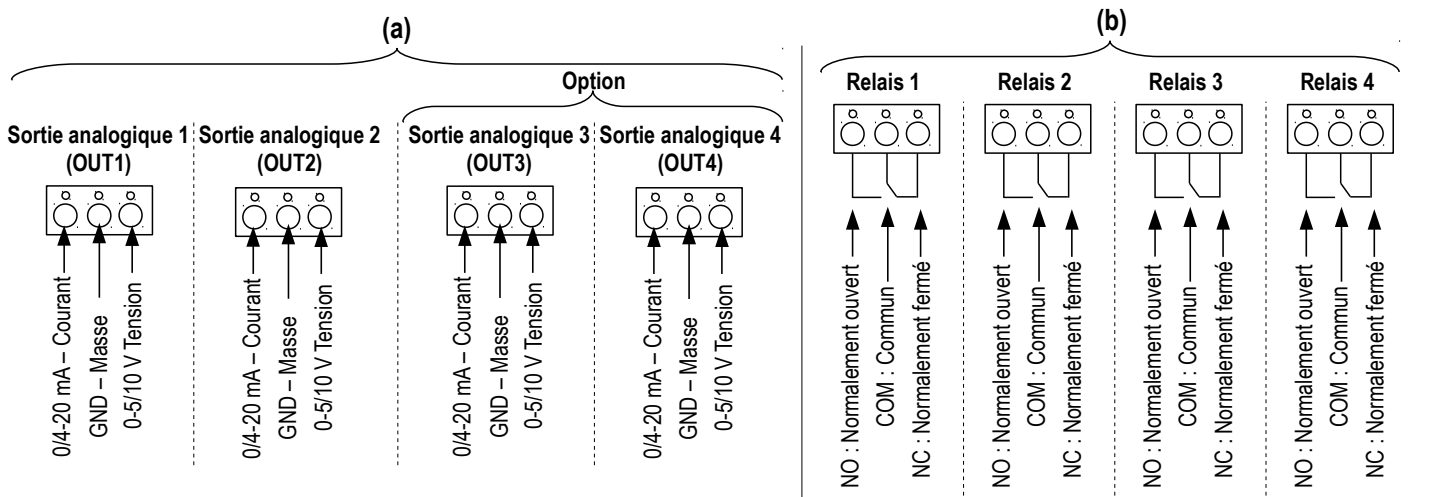 (a)
Option
Sortie analogique 1
(OUT1)
Sortie analogique 2
(OUT2)
Sortie analogique 3
(OUT3)
Sortie analogique 4
(OUT4)
0/4-20 mA – Courant
GND – Masse
0-5/10 V Tension
0/4-20 mA – Courant
GND – Masse
0-5/10 V Tension
0/4-20 mA – Courant
GND – Masse
0-5/10 V Tension
0/4-20 mA – Courant
GND – Masse
0-5/10 V Tension
(b)
Relais 1
Relais 2
Relais 3
Relais 4
NO : Normalement ouvert
COM : Commun
NC : Normalement fermé
NO : Normalement ouvert
COM : Commun
NC : Normalement fermé
NO : Normalement ouvert
COM : Commun
NC : Normalement fermé
NO : Normalement ouvert
COM : Commun
NC : Normalement fermé